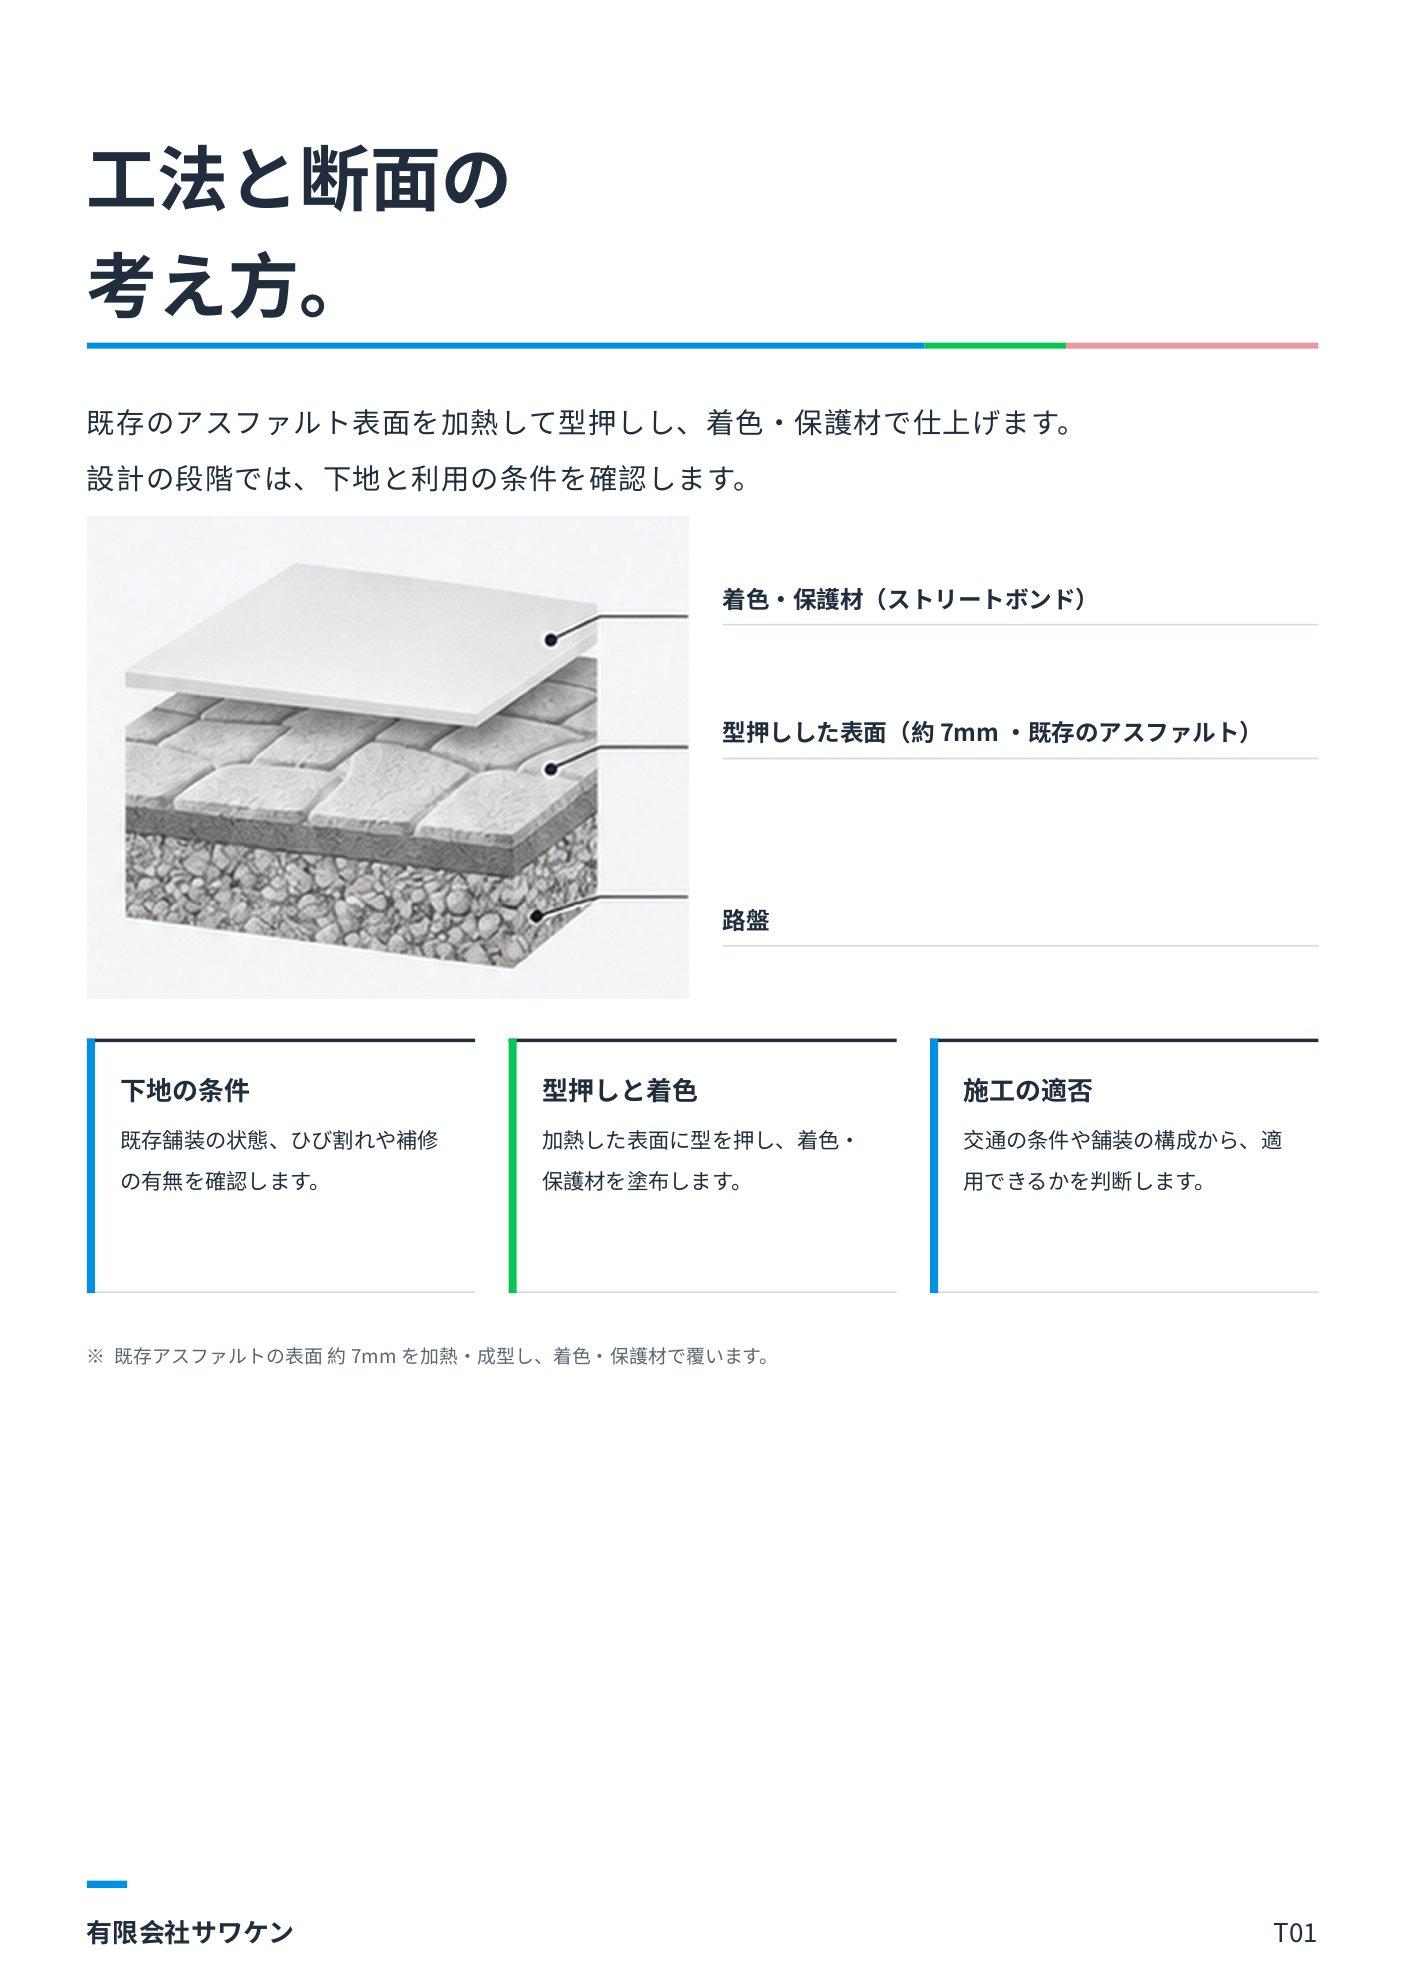 工法と断面の
考え方。
既存のアスファルト表面を加熱して型押しし、着色・保護材で仕上げます。
設計の段階では、下地と利用の条件を確認します。
着色・保護材（ストリートボンド）
型押しした表面（約 7mm ・既存のアスファルト）
路盤
下地の条件
既存舗装の状態、ひび割れや補修
の有無を確認します。
型押しと着色
加熱した表面に型を押し、着色・
保護材を塗布します。
施工の適否
交通の条件や舗装の構成から、適
用できるかを判断します。
※ 既存アスファルトの表面 約 7mm を加熱・成型し、着色・保護材で覆います。
有限会社サワケン
T01